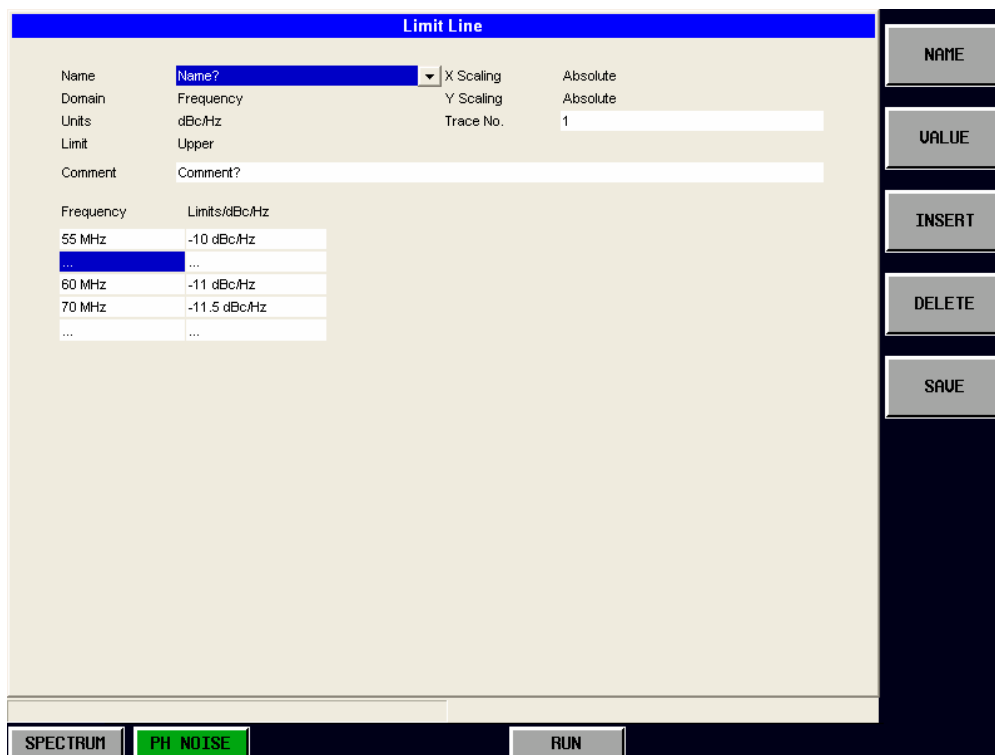 Limit Line
Name Name? X Scaling Absolute
Domain Frequency Y Scaling Absolute
Units dBc/Hz Trace No. 1
Limit Upper
Comment Comment?
Frequency Limits/dBc/Hz
55 MHz -10 dBc/Hz
... ...
60 MHz -11 dBc/Hz
70 MHz -11.5 dBc/Hz
... ...
NAME
VALUE
INSERT
DELETE
SAVE
SPECTRUM PH NOISE RUN